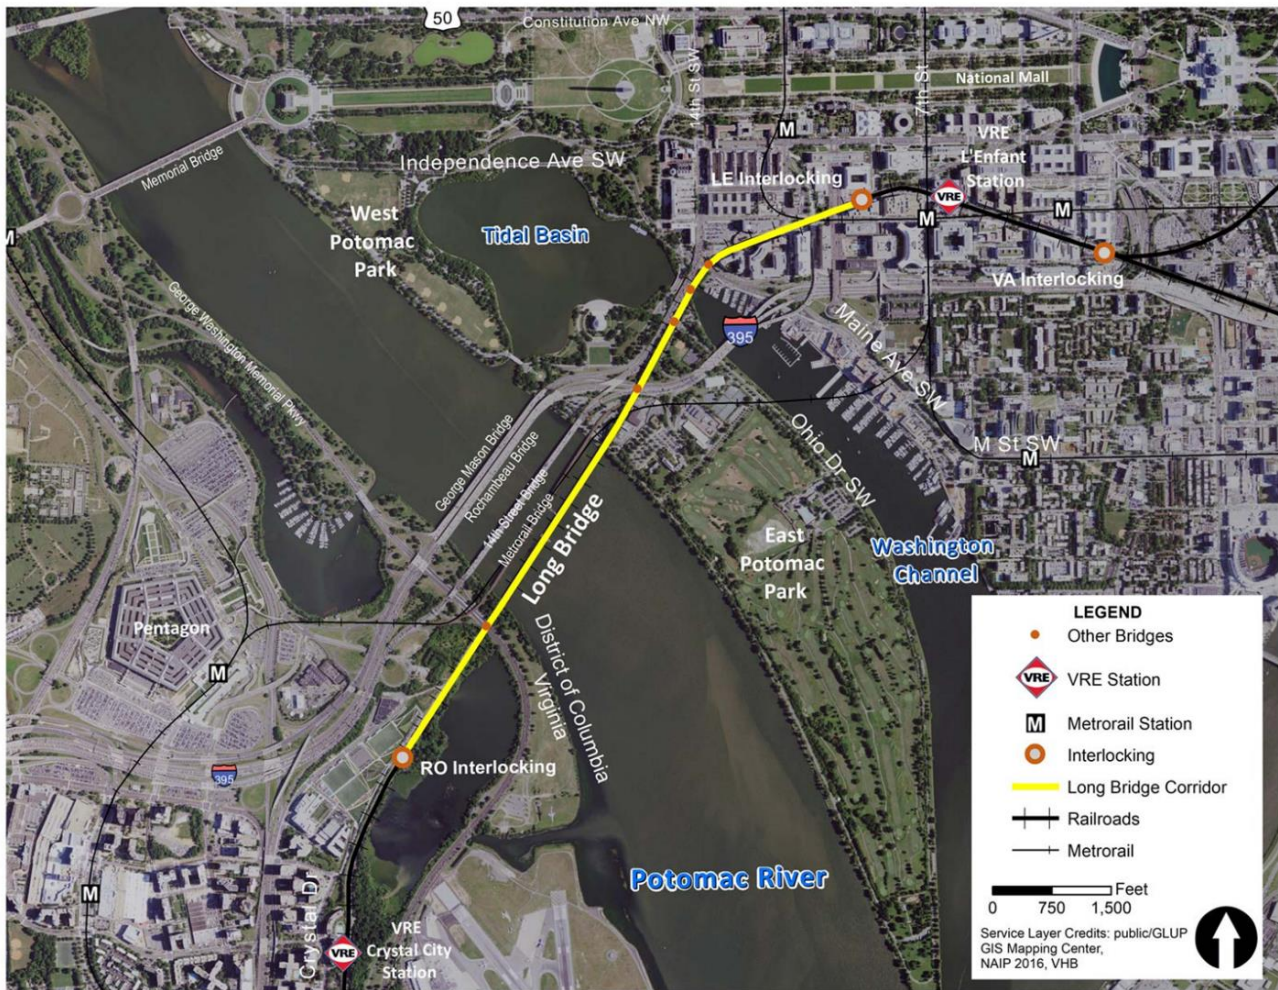 50
Constitution Ave NW
14th St SW
7th St
National Mall
M
VRE
L'Enfant
Station
Memorial Bridge
Independence Ave SW
LE Interlocking
VRE
M
M
West
Potomac
Park
Tidal Basin
M
VA Interlocking
George Washington Memorial Pkwy
395
Maine Ave SW
George Mason Bridge
Rochambeau Bridge
14th Street Bridge
Metrorail Bridge
Long Bridge
Ohio Dr SW
M St SW
M
East
Potomac
Park
Washington
Channel
Pentagon
M
District of Columbia
Virginia
395
RO Interlocking
M
Crystal Dr
VRE
VRE
Crystal City
Station
Potomac River
LEGEND
Other Bridges
VRE
VRE Station
M
Metrorail Station
Interlocking
Long Bridge Corridor
Railroads
Metrorail
Feet
0 750 1,500
Service Layer Credits: public/GLUP
GIS Mapping Center,
NAIP 2016, VHB